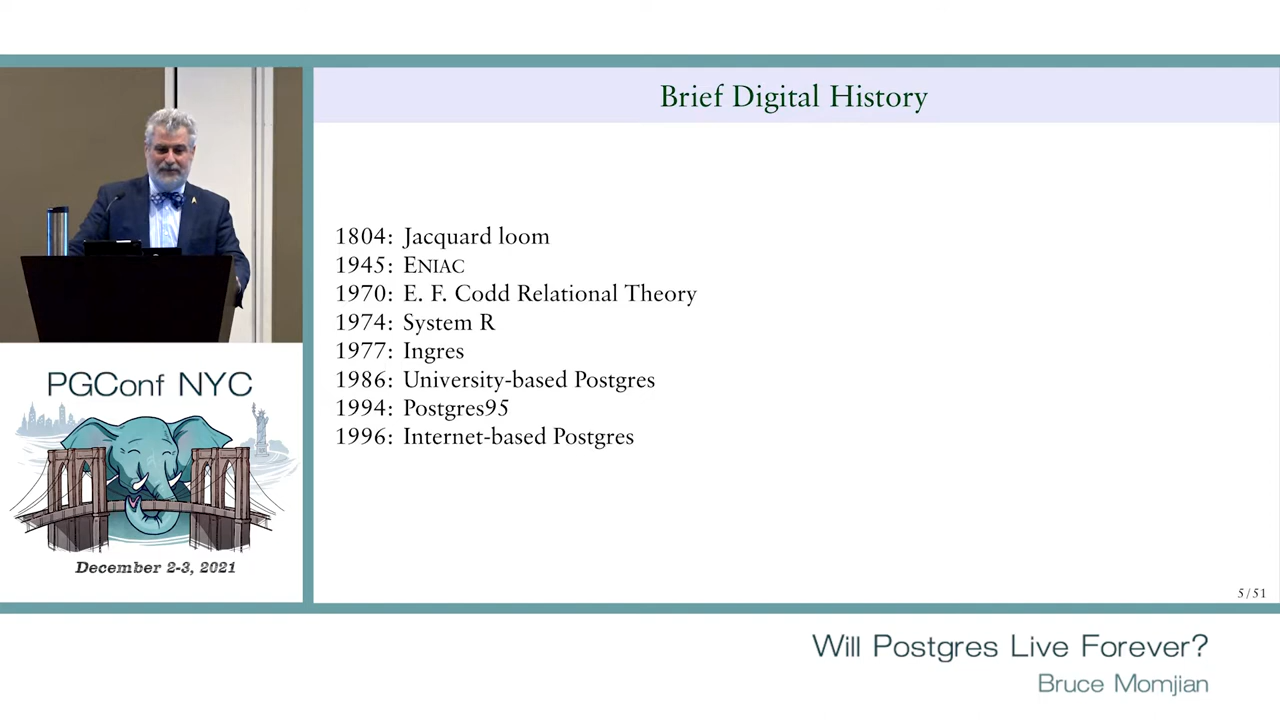 Brief Digital History
1804: Jacquard loom
1945: ENIAC
1970: E. F. Codd Relational Theory
1974: System R
1977: Ingres
1986: University-based Postgres
1994: Postgres95
1996: Internet-based Postgres
5/51
PGConf NYC
December 2-3, 2021
Will Postgres Live Forever?
Bruce Momjian